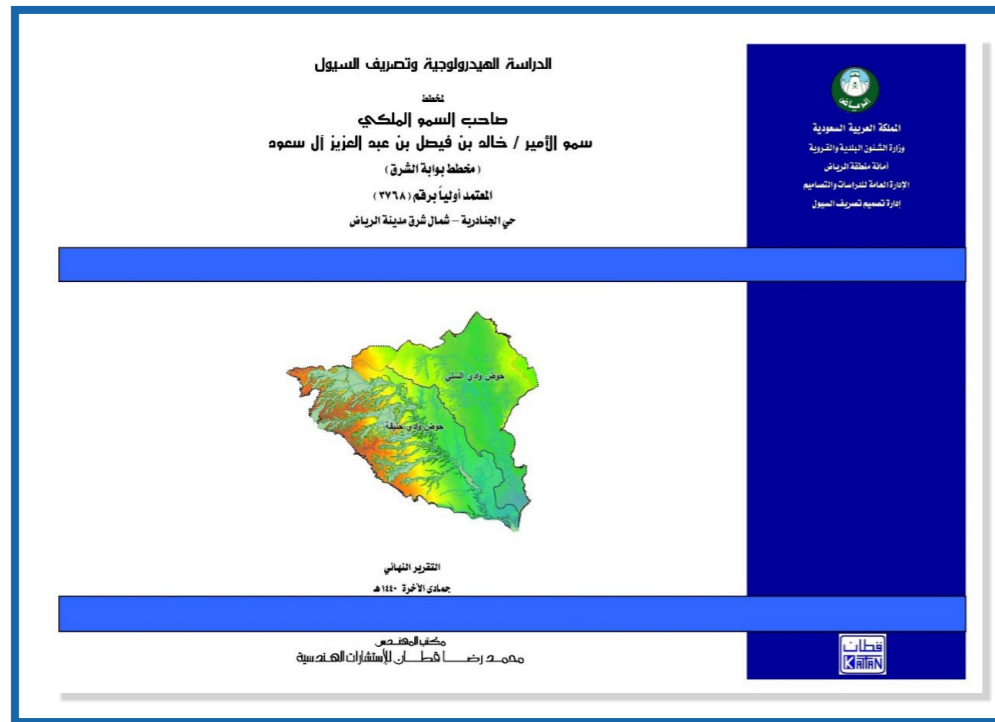 الدراسة الهيدرولوجية وتصريف السيول
لمخطط
صاحب السمو الملكي
سمو الأمير / خالد بن فيصل بن عبد العزيز آل سعود
(مخطط بوابة الشرق)
المعتمد أولياً برقم (٣٧٦٨)
حي الجنادرية – شمال شرق مدينة الرياض
الرياض
المملكة العربية السعودية
وزارة الشئون البلدية والقروية
أمانة منطقة الرياض
الإدارة العامة للدراسات والتصاميم
إدارة تصميم تصريف السيول
حوض وادي السلي
حوض وادي حنيفة
التقرير النهائي
جمادى الآخرة ١٤٤٠هـ
مكتب المهندس
محمد رضا قطان للأستشارات الهندسية
قطان
KATTAN